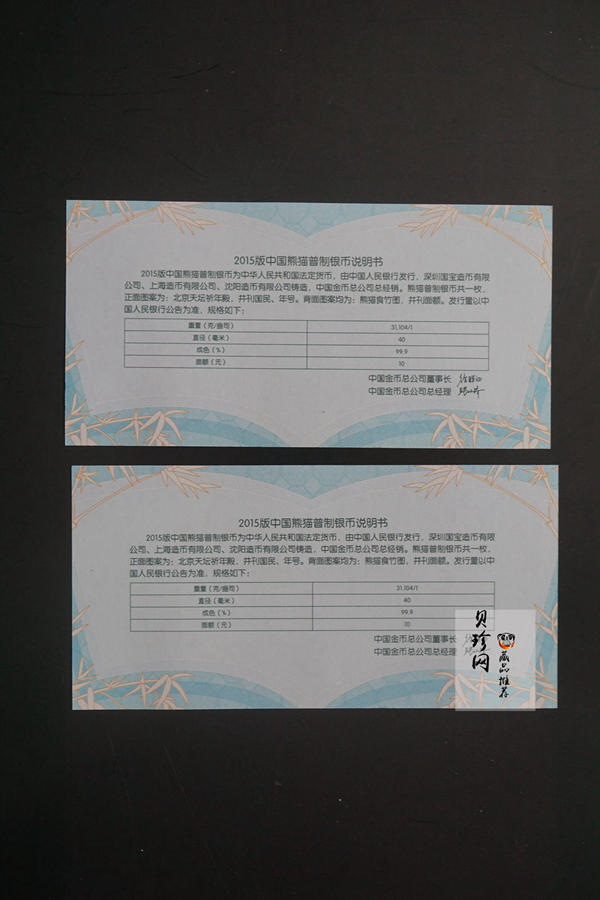 2015版中国熊猫普制银币说明书
2015版中国熊猫普制银币为中华人民共和国法定货币，由中国人民银行发行，深圳国宝造币有限
公司、上海造币有限公司、沈阳造币有限公司铸造，中国金币总公司总经销。熊猫普制银币共一枚，
正面图案为：北京天坛祈年殿，并刊国民、年号。背面图案均为：熊猫食竹图，并刊面额。发行量以中
国人民银行公告为准，规格如下：
重量（克/盎司） 31.104/1
直径（毫米） 40
成色（%） 99.9
面额（元） 10
中国金币总公司董事长
中国金币总公司总经理
2015版中国熊猫普制银币说明书
2015版中国熊猫普制银币为中华人民共和国法定货币，由中国人民银行发行，深圳国宝造币有限
公司、上海造币有限公司、沈阳造币有限公司铸造，中国金币总公司总经销。熊猫普制银币共一枚，
正面图案为：北京天坛祈年殿，并刊国民、年号。背面图案均为：熊猫食竹图，并刊面额。发行量以中
国人民银行公告为准，规格如下：
重量（克/盎司） 31.104/1
直径（毫米） 40
成色（%） 99.9
面额（元） 10
中国金币总公司董事长
中国金币总公司总经理
贝珍网
藏品推荐